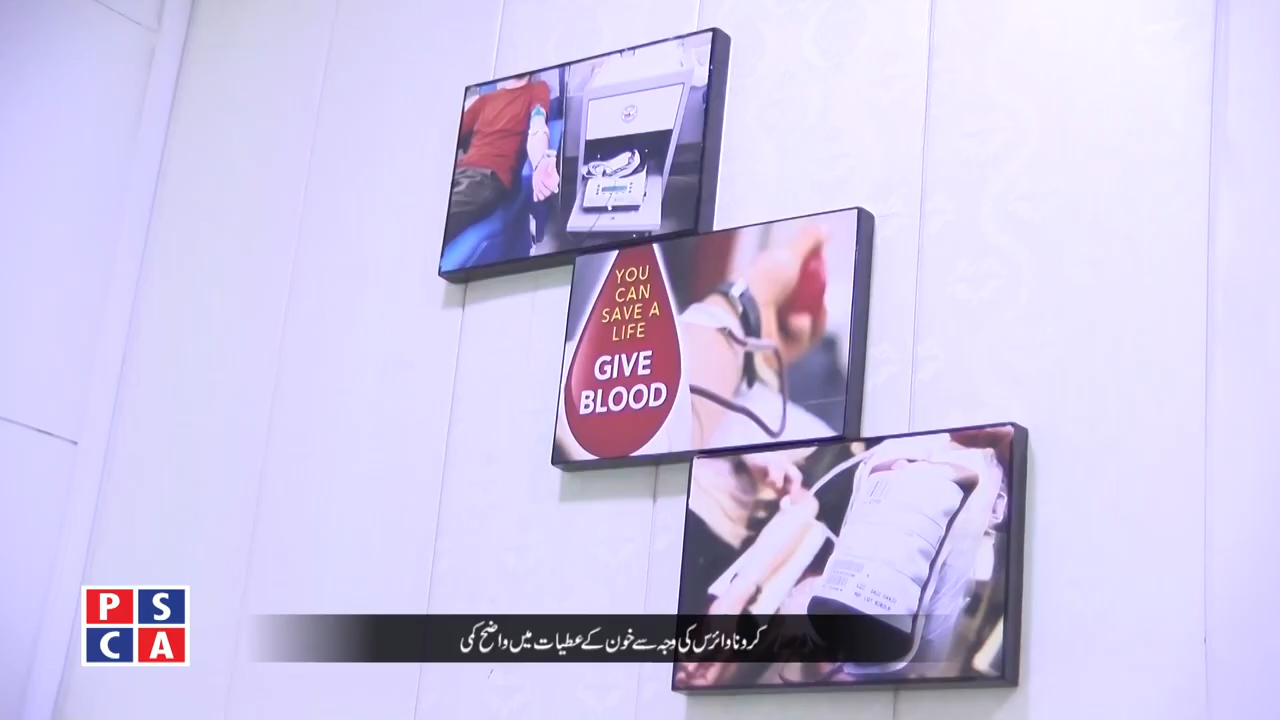 YOU
CAN
SAVE A
LIFE
GIVE
BLOOD
P S
C A
کرونا وائرس کی وجہ سے خون کے عطیات میں واضح کمی